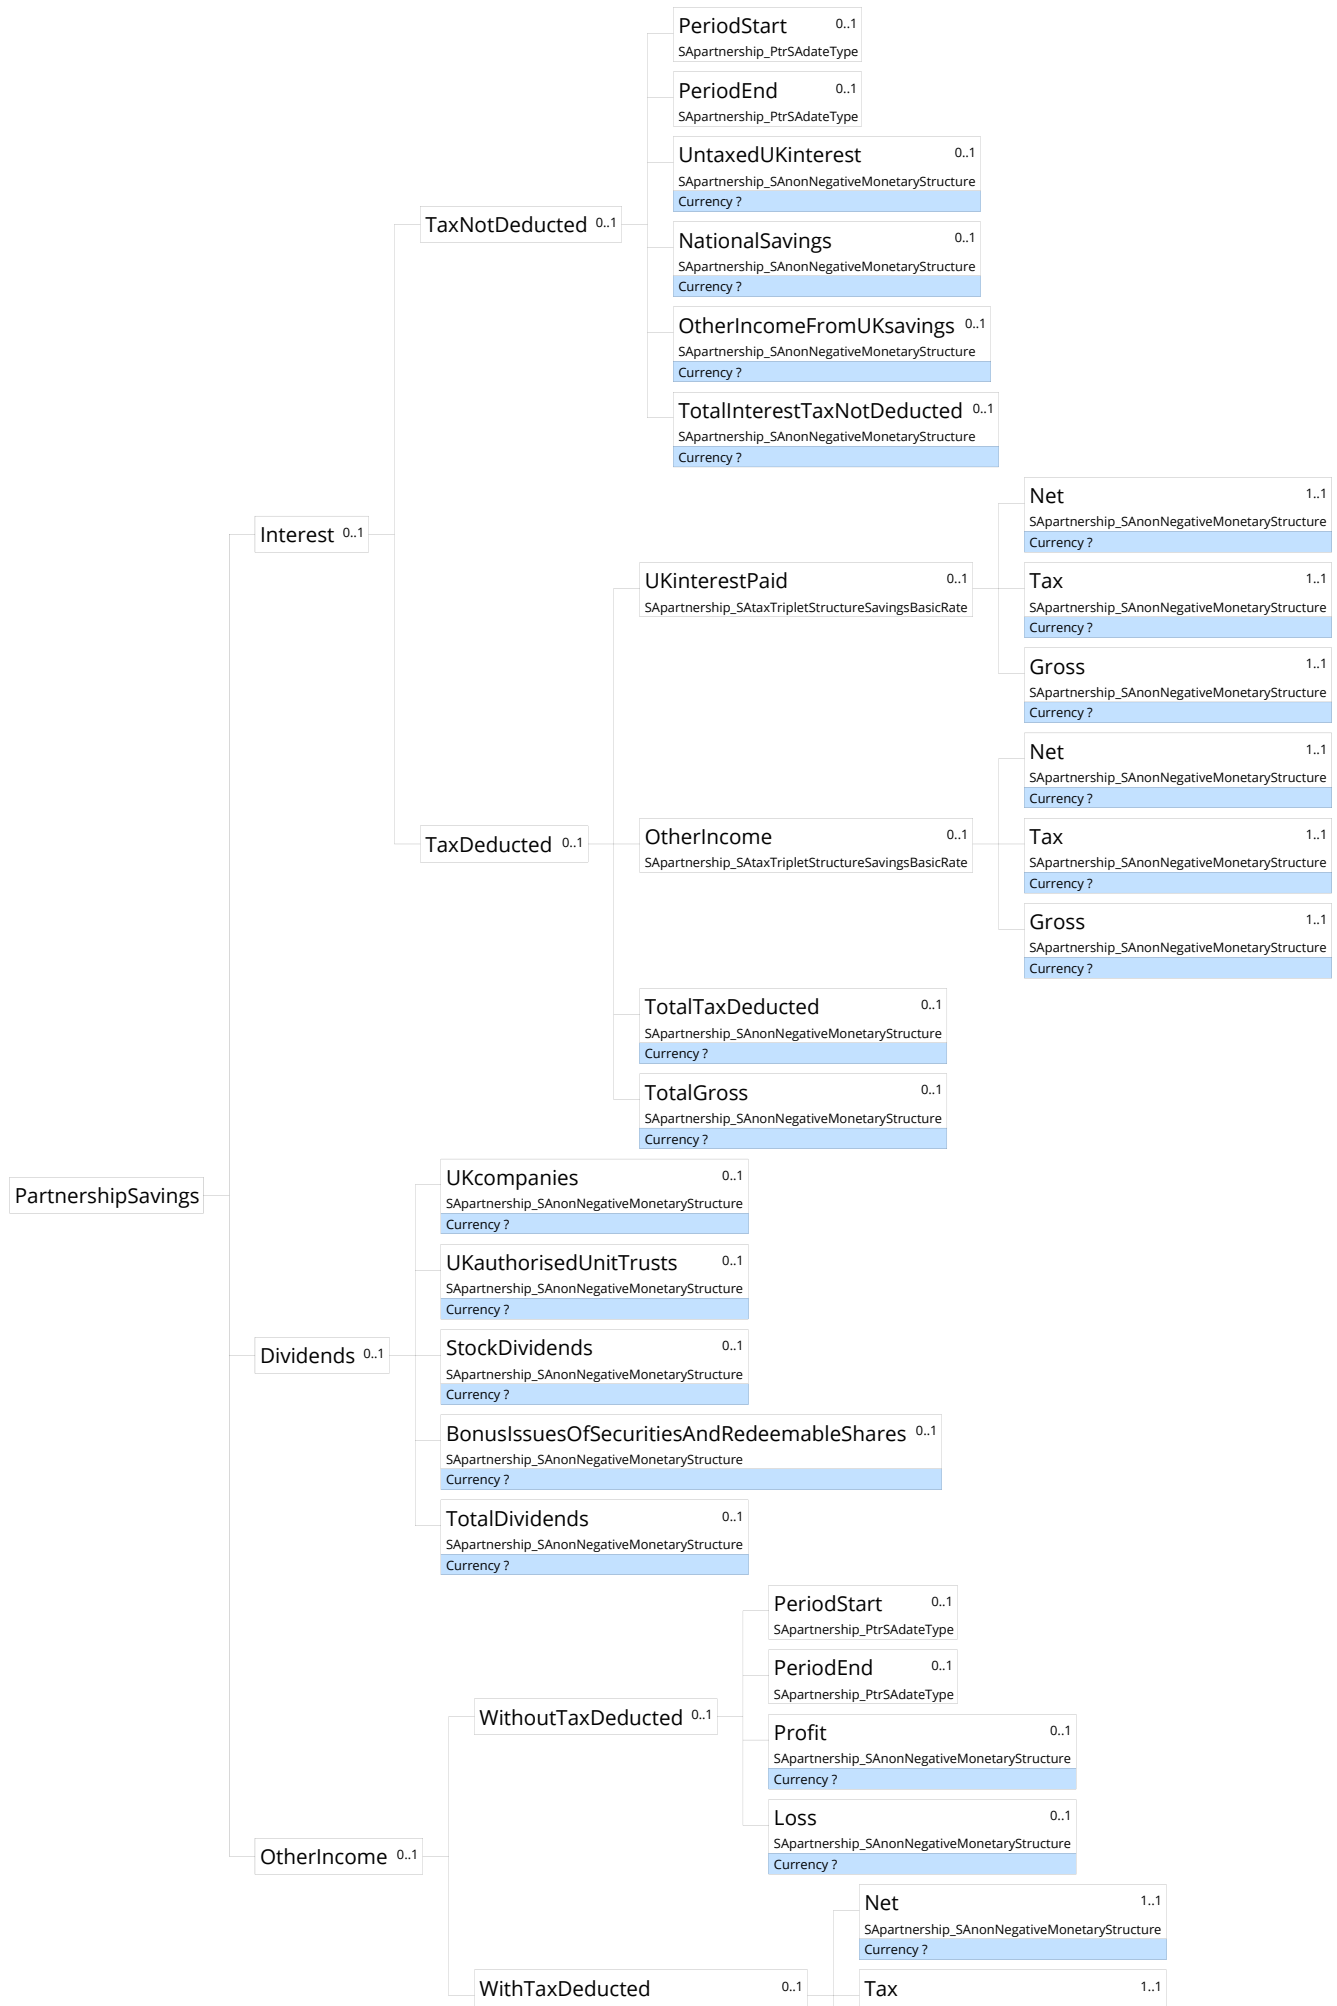 PeriodStart 0..1
SApartnership_PtrSAdateType
PeriodEnd 0..1
SApartnership_PtrSAdateType
UntaxedUKinterest 0..1
SApartnership_SAnonNegativeMonetaryStructure
Currency ?
TaxNotDeducted 0..1
NationalSavings 0..1
SApartnership_SAnonNegativeMonetaryStructure
Currency ?
OtherIncomeFromUKsavings 0..1
SApartnership_SAnonNegativeMonetaryStructure
Currency ?
TotalInterestTaxNotDeducted 0..1
SApartnership_SAnonNegativeMonetaryStructure
Currency ?
Interest 0..1
Net 1..1
SApartnership_SAnonNegativeMonetaryStructure
Currency ?
UKinterestPaid 0..1
SApartnership_SAtaxTripletStructureSavingsBasicRate
Tax 1..1
SApartnership_SAnonNegativeMonetaryStructure
Currency ?
Gross 1..1
SApartnership_SAnonNegativeMonetaryStructure
Currency ?
Net 1..1
SApartnership_SAnonNegativeMonetaryStructure
Currency ?
TaxDeducted 0..1
OtherIncome 0..1
SApartnership_SAtaxTripletStructureSavingsBasicRate
Tax 1..1
SApartnership_SAnonNegativeMonetaryStructure
Currency ?
Gross 1..1
SApartnership_SAnonNegativeMonetaryStructure
Currency ?
TotalTaxDeducted 0..1
SApartnership_SAnonNegativeMonetaryStructure
Currency ?
TotalGross 0..1
SApartnership_SAnonNegativeMonetaryStructure
Currency ?
PartnershipSavings
UKcompanies 0..1
SApartnership_SAnonNegativeMonetaryStructure
Currency ?
UKauthorisedUnitTrusts 0..1
SApartnership_SAnonNegativeMonetaryStructure
Currency ?
Dividends 0..1
StockDividends 0..1
SApartnership_SAnonNegativeMonetaryStructure
Currency ?
BonusIssuesOfSecuritiesAndRedeemableShares 0..1
SApartnership_SAnonNegativeMonetaryStructure
Currency ?
TotalDividends 0..1
SApartnership_SAnonNegativeMonetaryStructure
Currency ?
PeriodStart 0..1
SApartnership_PtrSAdateType
PeriodEnd 0..1
SApartnership_PtrSAdateType
WithoutTaxDeducted 0..1
Profit 0..1
SApartnership_SAnonNegativeMonetaryStructure
Currency ?
Loss 0..1
SApartnership_SAnonNegativeMonetaryStructure
Currency ?
OtherIncome 0..1
Net 1..1
SApartnership_SAnonNegativeMonetaryStructure
Currency ?
WithTaxDeducted 0..1
Tax 1..1